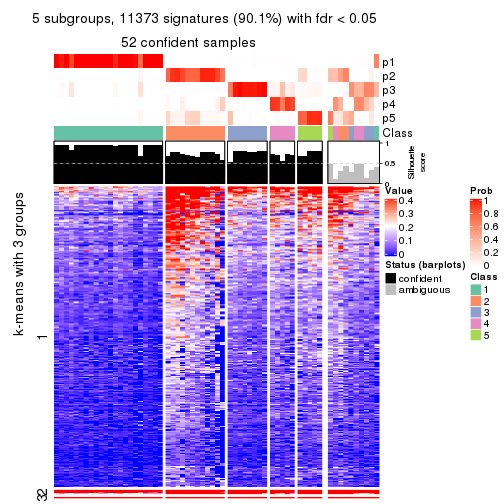 5 subgroups, 11373 signatures (90.1%) with fdr < 0.05
52 confident samples
p1
p2
p3
p4
p5
Class
1
0.5
0
Silhouette
score
k-means with 3 groups
1
2
3
Value
0.4
0.3
0.2
0.1
0
Status (barplots)
confident
ambiguous
Prob
1
0.8
0.6
0.4
0.2
0
Class
1
2
3
4
5